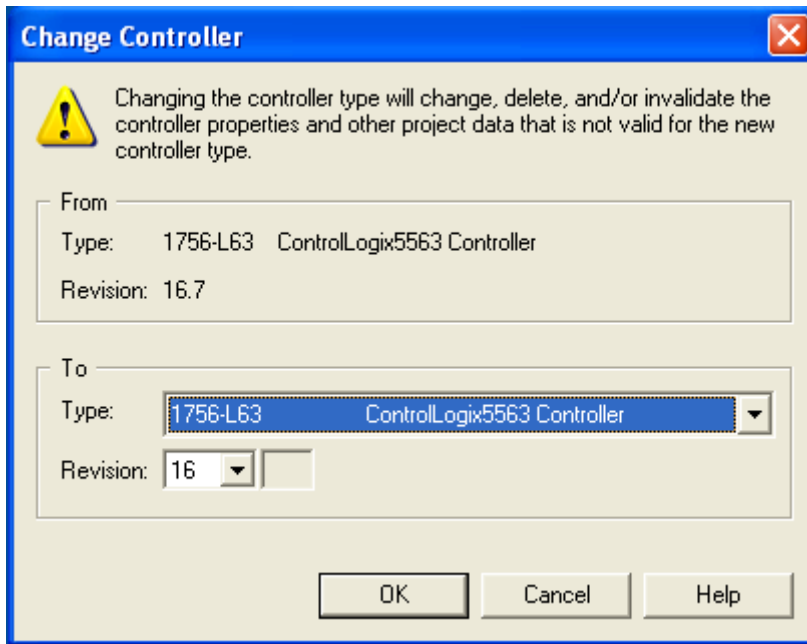 Change Controller
Changing the controller type will change, delete, and/or invalidate the
controller properties and other project data that is not valid for the new
controller type.
From
Type: 1756-L63 ControlLogix5563 Controller
Revision: 16.7
To
Type: 1756-L63 ControlLogix5563 Controller
Revision: 16
OK Cancel Help